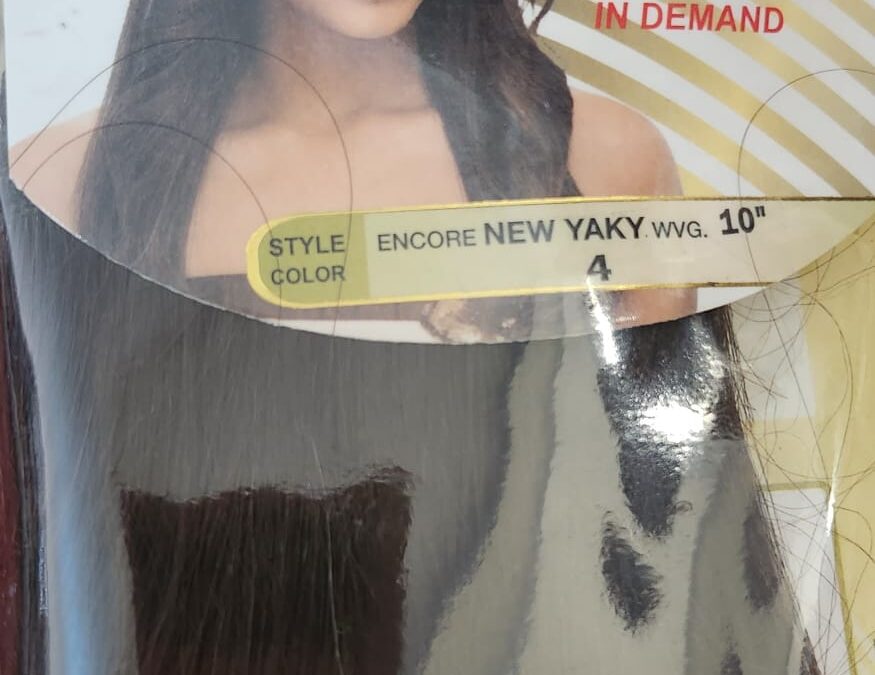 IN DEMAND
STYLE ENCORE NEW YAKY. WVG. 10"
COLOR 4